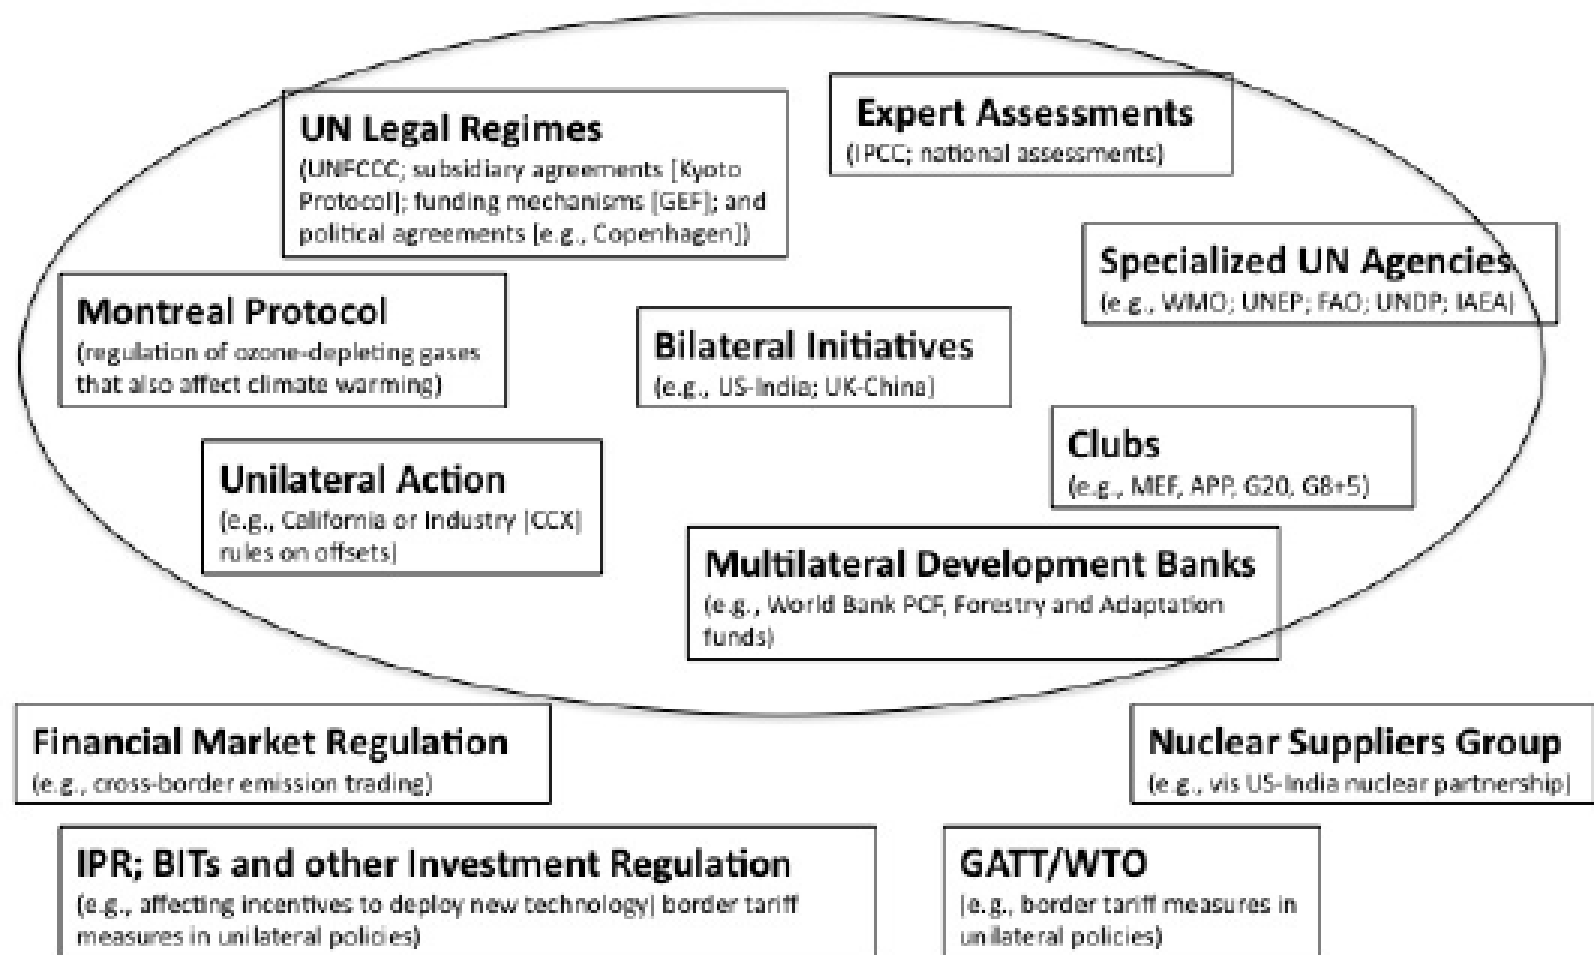 UN Legal Regimes
(UNFCCC; subsidiary agreements [Kyoto
Protocol]; funding mechanisms [GEF]; and
political agreements [e.g., Copenhagen])
Expert Assessments
(IPCC; national assessments)
Specialized UN Agencies
(e.g., WMO; UNEP; FAO; UNDP; IAEA)
Montreal Protocol
(regulation of ozone-depleting gases
that also affect climate warming)
Bilateral Initiatives
(e.g., US-India; UK-China)
Clubs
(e.g., MEF, APP, G20, G8+5)
Unilateral Action
(e.g., California or Industry [CCX]
rules on offsets)
Multilateral Development Banks
(e.g., World Bank PCF, Forestry and Adaptation
funds)
Financial Market Regulation
(e.g., cross-border emission trading)
Nuclear Suppliers Group
(e.g., vis US-India nuclear partnership)
IPR; BITs and other Investment Regulation
(e.g., affecting incentives to deploy new technology) border tariff
measures in unilateral policies)
GATT/WTO
(e.g., border tariff measures in
unilateral policies)